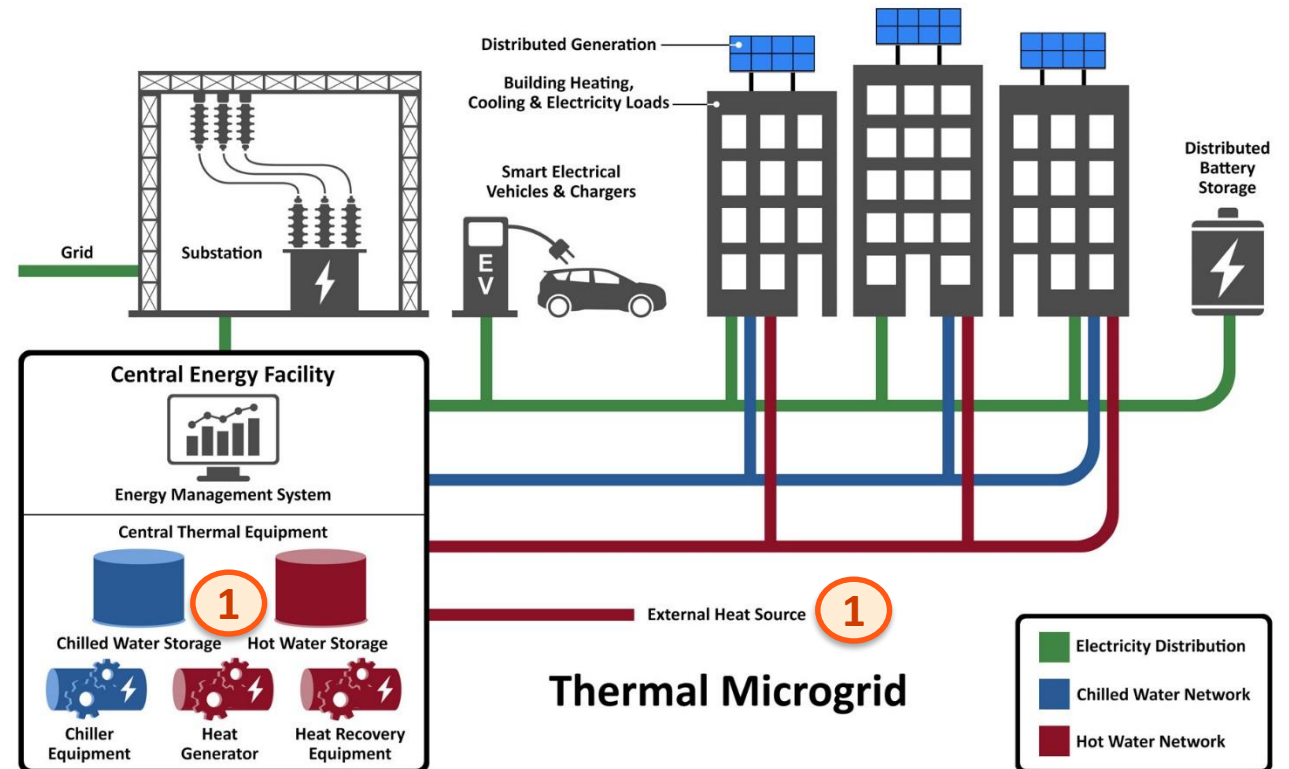 Distributed Generation
Building Heating,
Cooling & Electricity Loads
Smart Electrical
Vehicles & Chargers
Distributed
Battery
Storage
Grid
Substation
E
V
Central Energy Facility
Energy Management System
Central Thermal Equipment
1
Chilled Water Storage
Hot Water Storage
Chiller
Equipment
Heat
Generator
Heat Recovery
Equipment
External Heat Source
1
Thermal Microgrid
Electricity Distribution
Chilled Water Network
Hot Water Network